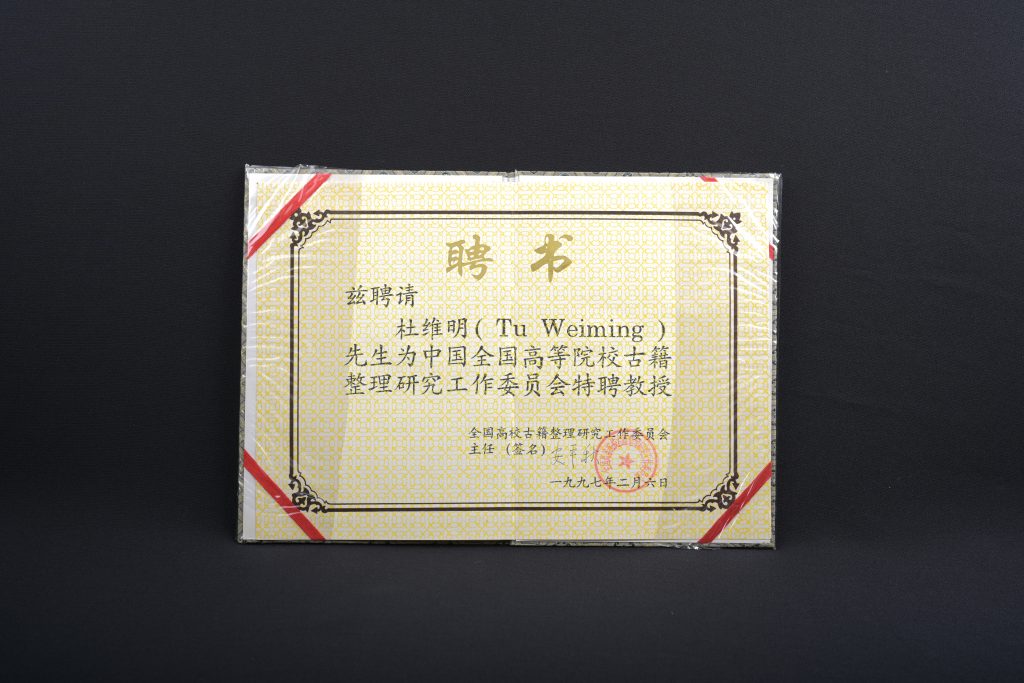 聘书
兹聘请
杜维明( Tu Weiming )
先生为中国全国高等院校古籍
整理研究工作委员会特聘教授
全国高校古籍整理研究工作委员会
主任 (签名) 安平秋
一九九七年二月六日